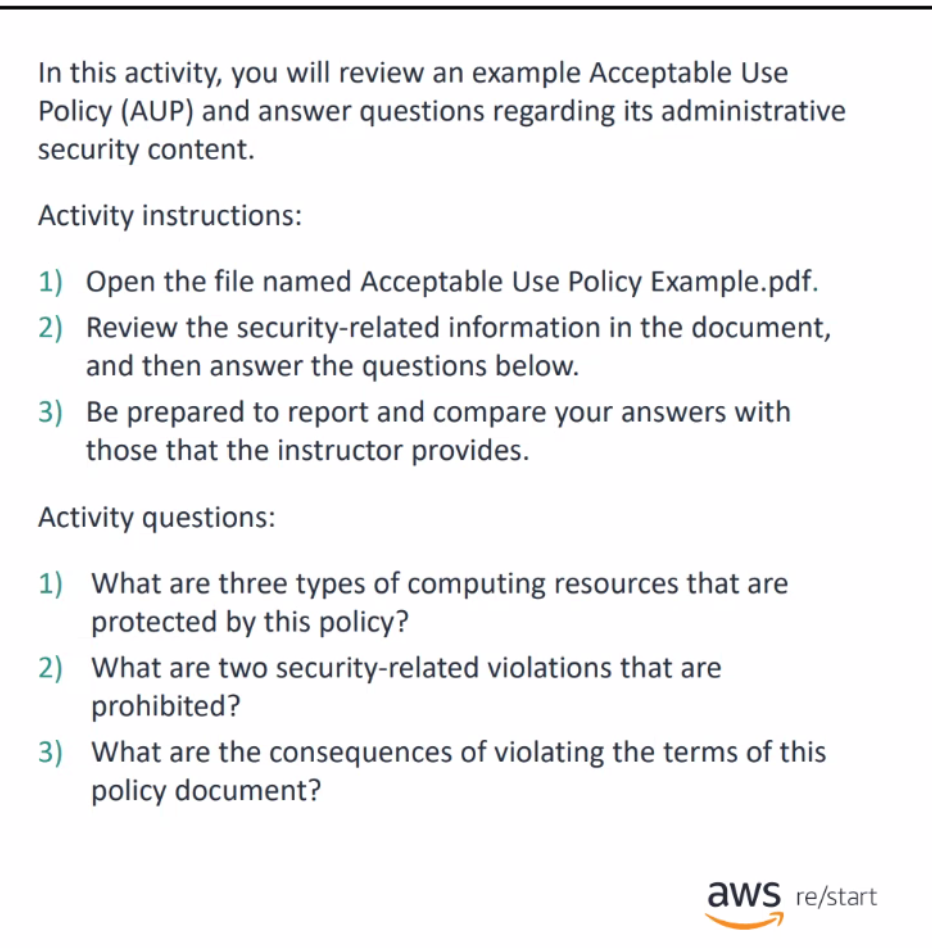 In this activity, you will review an example Acceptable Use
Policy (AUP) and answer questions regarding its administrative
security content.
Activity instructions:
1) Open the file named Acceptable Use Policy Example.pdf.
2) Review the security-related information in the document,
and then answer the questions below.
3) Be prepared to report and compare your answers with
those that the instructor provides.
Activity questions:
1) What are three types of computing resources that are
protected by this policy?
2) What are two security-related violations that are
prohibited?
3) What are the consequences of violating the terms of this
policy document?
aws re/start